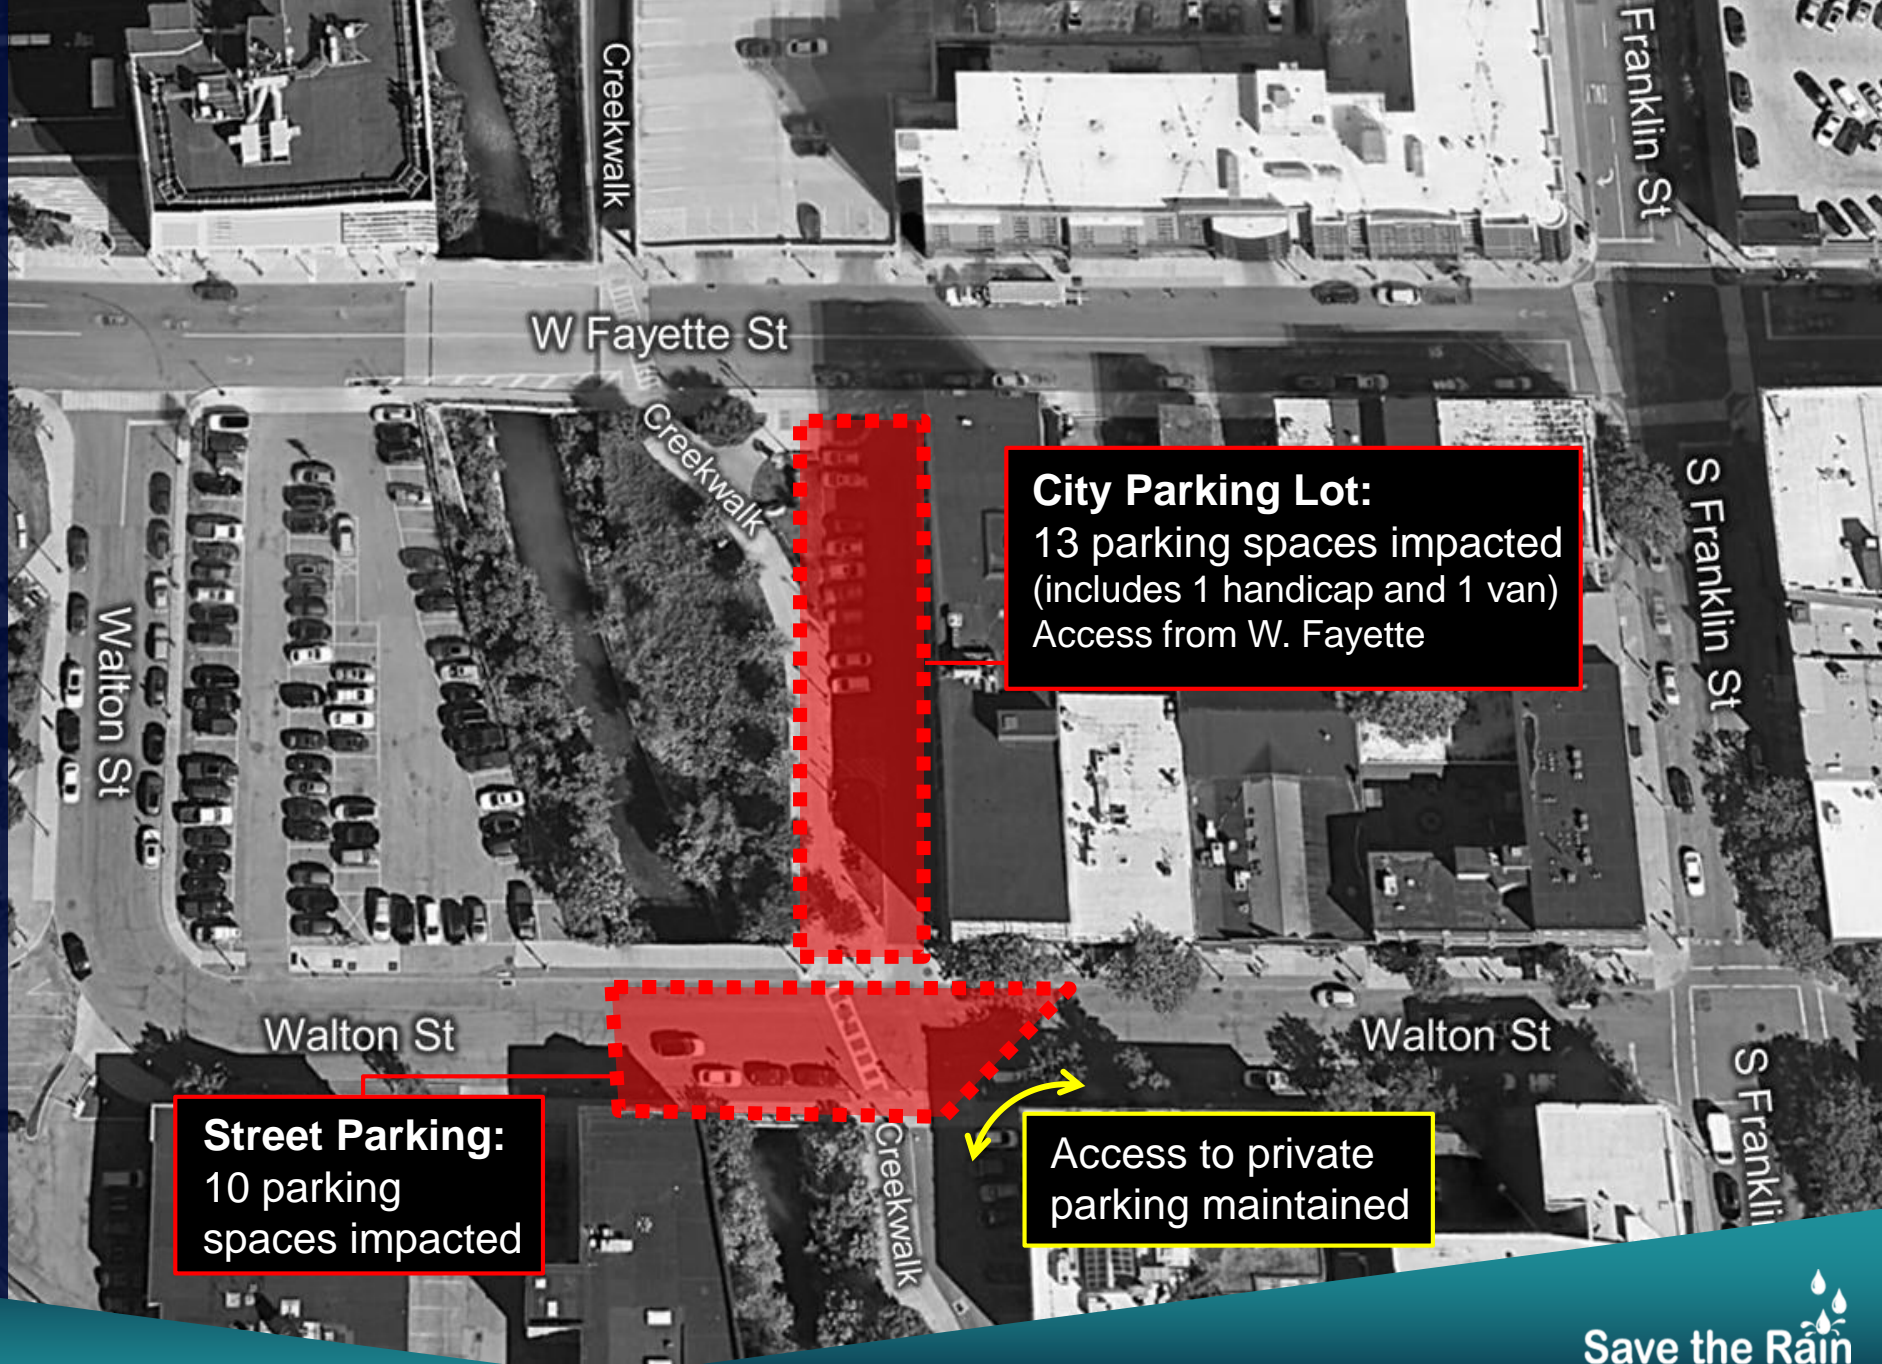 Creekwalk
Franklin St
W Fayette St
Creekwalk
City Parking Lot:
13 parking spaces impacted
(includes 1 handicap and 1 van)
Access from W. Fayette
S Franklin St
Walton St
Walton St
Walton St
Street Parking:
10 parking
spaces impacted
Access to private
parking maintained
Creekwalk
S Frankli
Save the Rain